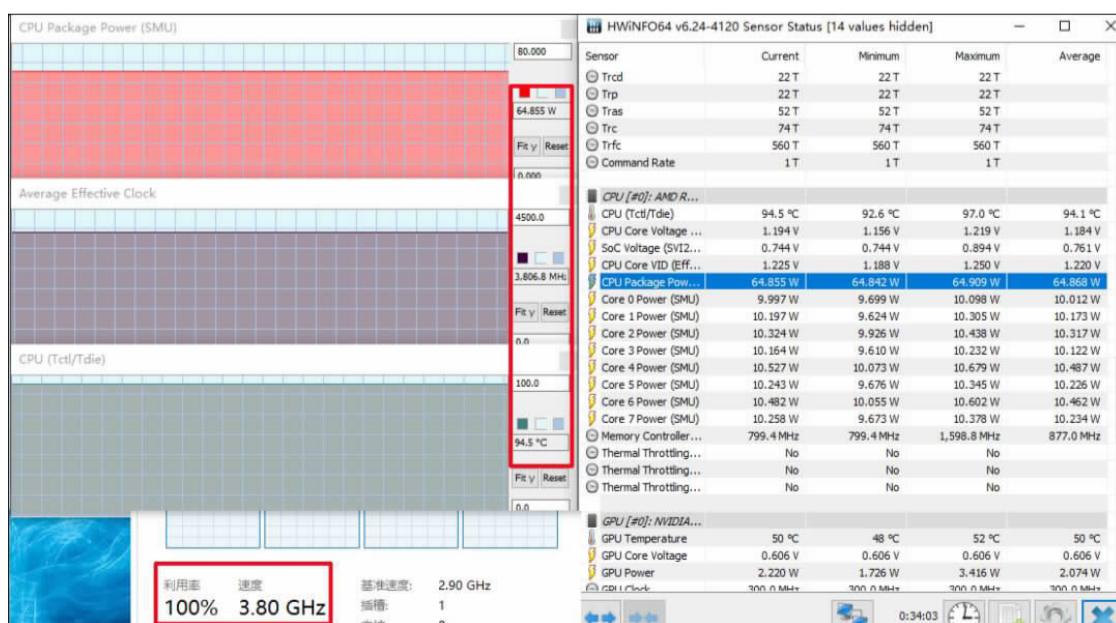 CPU Package Power (SMU)
80.000
64.855 W
Fit y Reset
0.000
Average Effective Clock
4500.0
3,806.8 MHz
Fit y Reset
0.0
CPU (Tctl/Tdie)
100.0
94.5 °C
Fit y Reset
0.0
利用率 速度 基准速度: 2.90 GHz
100% 3.80 GHz 插槽: 1
HWiNFO64 v6.24-4120 Sensor Status [14 values hidden]
Sensor Current Minimum Maximum Average
Trcd 22 T 22 T 22 T
Trp 22 T 22 T 22 T
Tras 52 T 52 T 52 T
Trc 74 T 74 T 74 T
Trfc 560 T 560 T 560 T
Command Rate 1 T 1 T 1 T
CPU [#0]: AMD R...
CPU (Tctl/Tdie) 94.5 °C 92.6 °C 97.0 °C 94.1 °C
CPU Core Voltage ... 1.194 V 1.156 V 1.219 V 1.184 V
SoC Voltage (SVI2... 0.744 V 0.744 V 0.894 V 0.761 V
CPU Core VID (Eff... 1.225 V 1.188 V 1.250 V 1.220 V
CPU Package Pow... 64.855 W 64.842 W 64.909 W 64.868 W
Core 0 Power (SMU) 9.997 W 9.699 W 10.098 W 10.012 W
Core 1 Power (SMU) 10.197 W 9.624 W 10.305 W 10.173 W
Core 2 Power (SMU) 10.324 W 9.926 W 10.438 W 10.317 W
Core 3 Power (SMU) 10.164 W 9.610 W 10.232 W 10.122 W
Core 4 Power (SMU) 10.527 W 10.073 W 10.679 W 10.487 W
Core 5 Power (SMU) 10.243 W 9.676 W 10.345 W 10.226 W
Core 6 Power (SMU) 10.482 W 10.055 W 10.602 W 10.462 W
Core 7 Power (SMU) 10.258 W 9.673 W 10.378 W 10.234 W
Memory Controller... 799.4 MHz 799.4 MHz 1,598.8 MHz 877.0 MHz
Thermal Throttling... No No No
Thermal Throttling... No No No
Thermal Throttling... No No No
GPU [#0]: NVIDIA...
GPU Temperature 50 °C 48 °C 52 °C 50 °C
GPU Core Voltage 0.606 V 0.606 V 0.606 V 0.606 V
GPU Power 2.220 W 1.726 W 3.416 W 2.074 W
GPU Clock 300.0 MHz 300.0 MHz 300.0 MHz 300.0 MHz
0:34:03